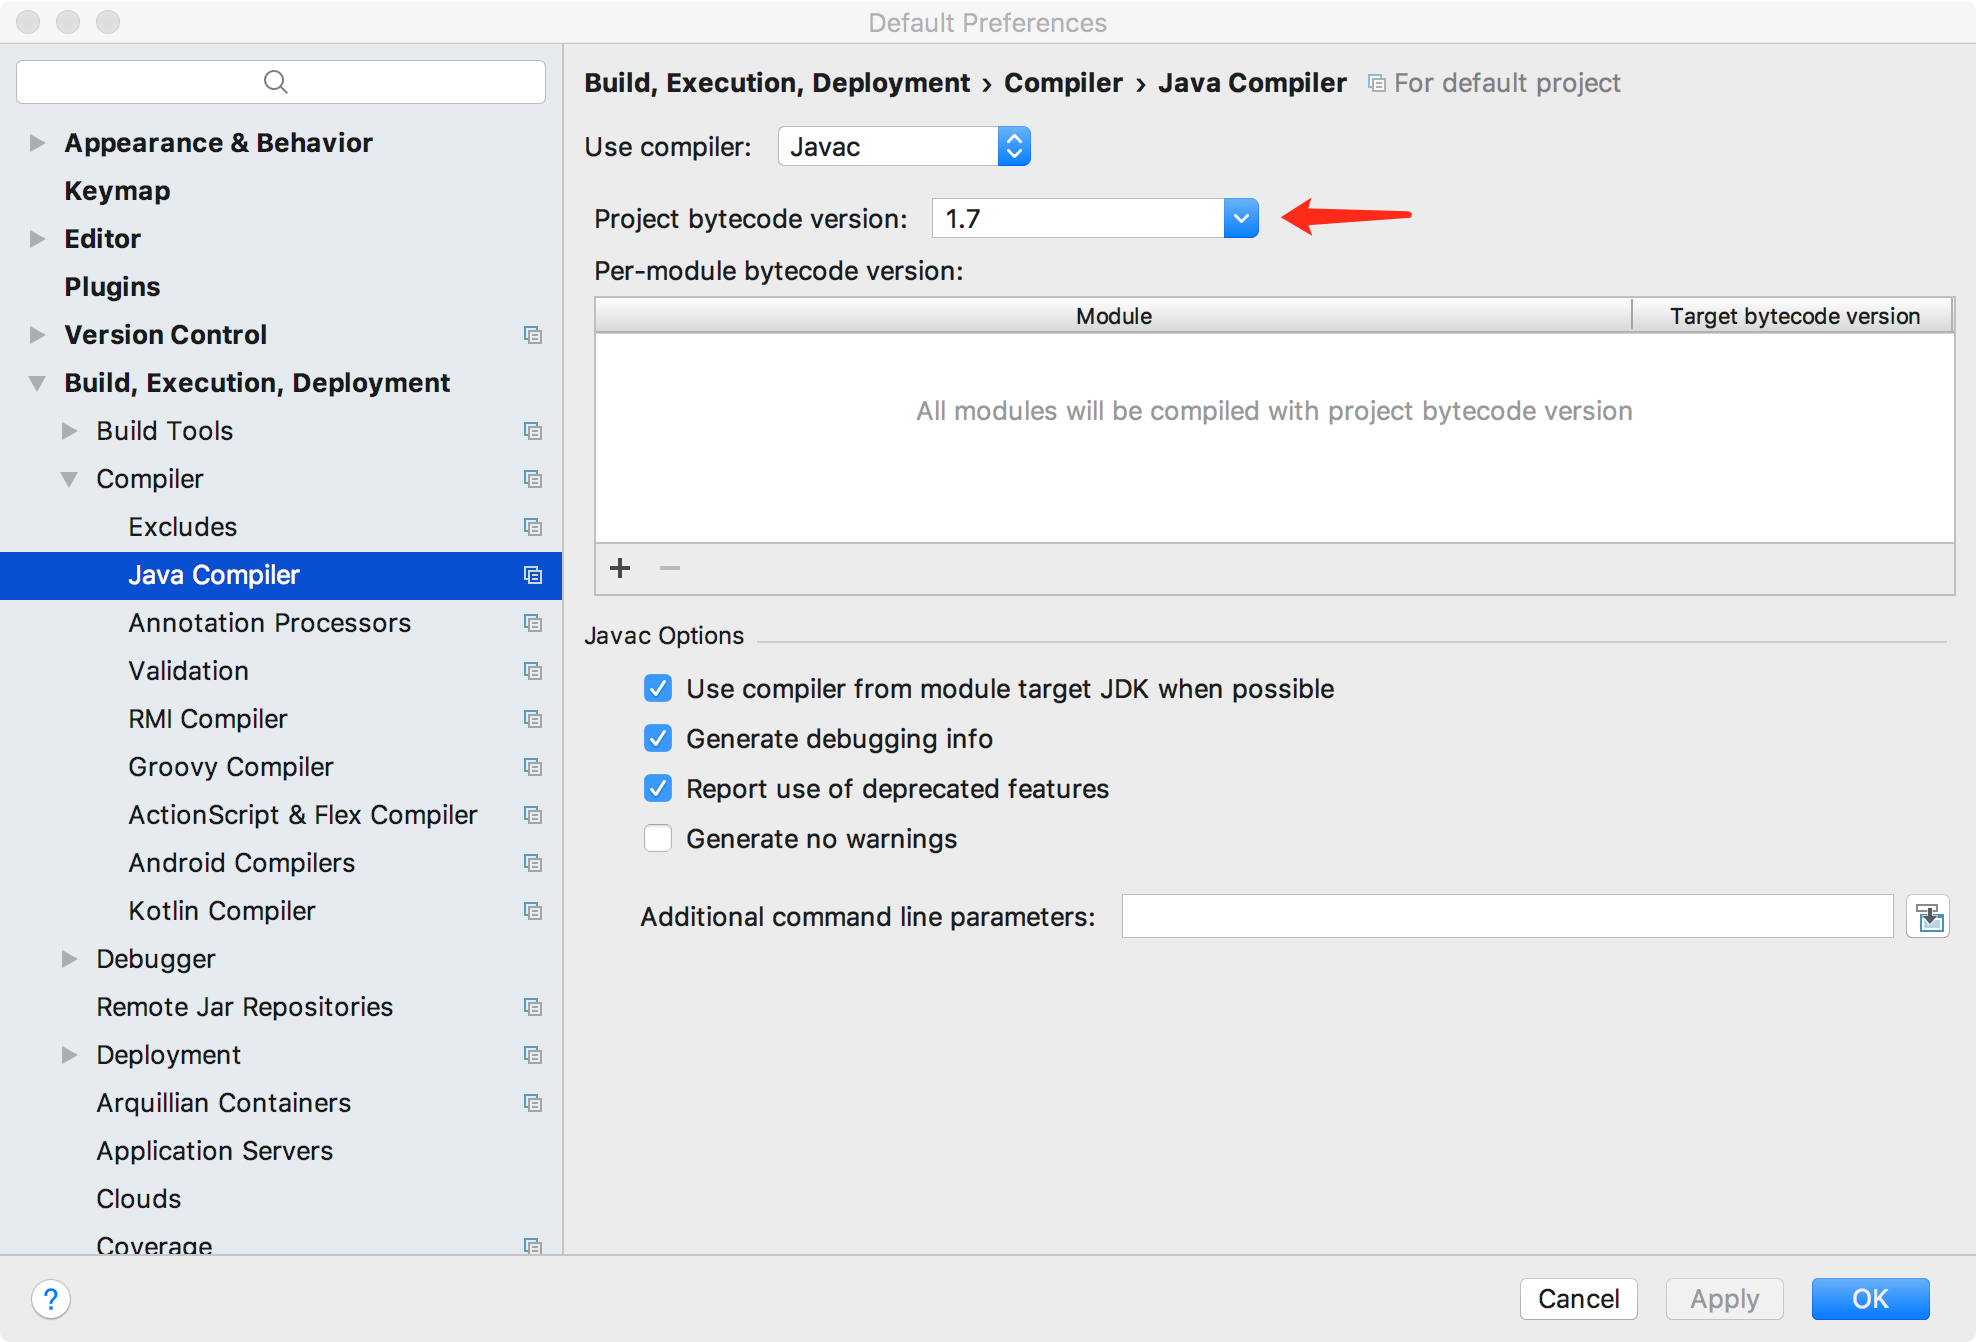 Default Preferences
Appearance & Behavior
Keymap
Editor
Plugins
Version Control
Build, Execution, Deployment
Build Tools
Compiler
Excludes
Java Compiler
Annotation Processors
Validation
RMI Compiler
Groovy Compiler
ActionScript & Flex Compiler
Android Compilers
Kotlin Compiler
Debugger
Remote Jar Repositories
Deployment
Arquillian Containers
Application Servers
Clouds
Coverage
Build, Execution, Deployment › Compiler › Java Compiler For default project
Use compiler: Javac
Project bytecode version: 1.7
Per-module bytecode version:
Module Target bytecode version
All modules will be compiled with project bytecode version
Javac Options
Use compiler from module target JDK when possible
Generate debugging info
Report use of deprecated features
Generate no warnings
Additional command line parameters:
? Cancel Apply OK